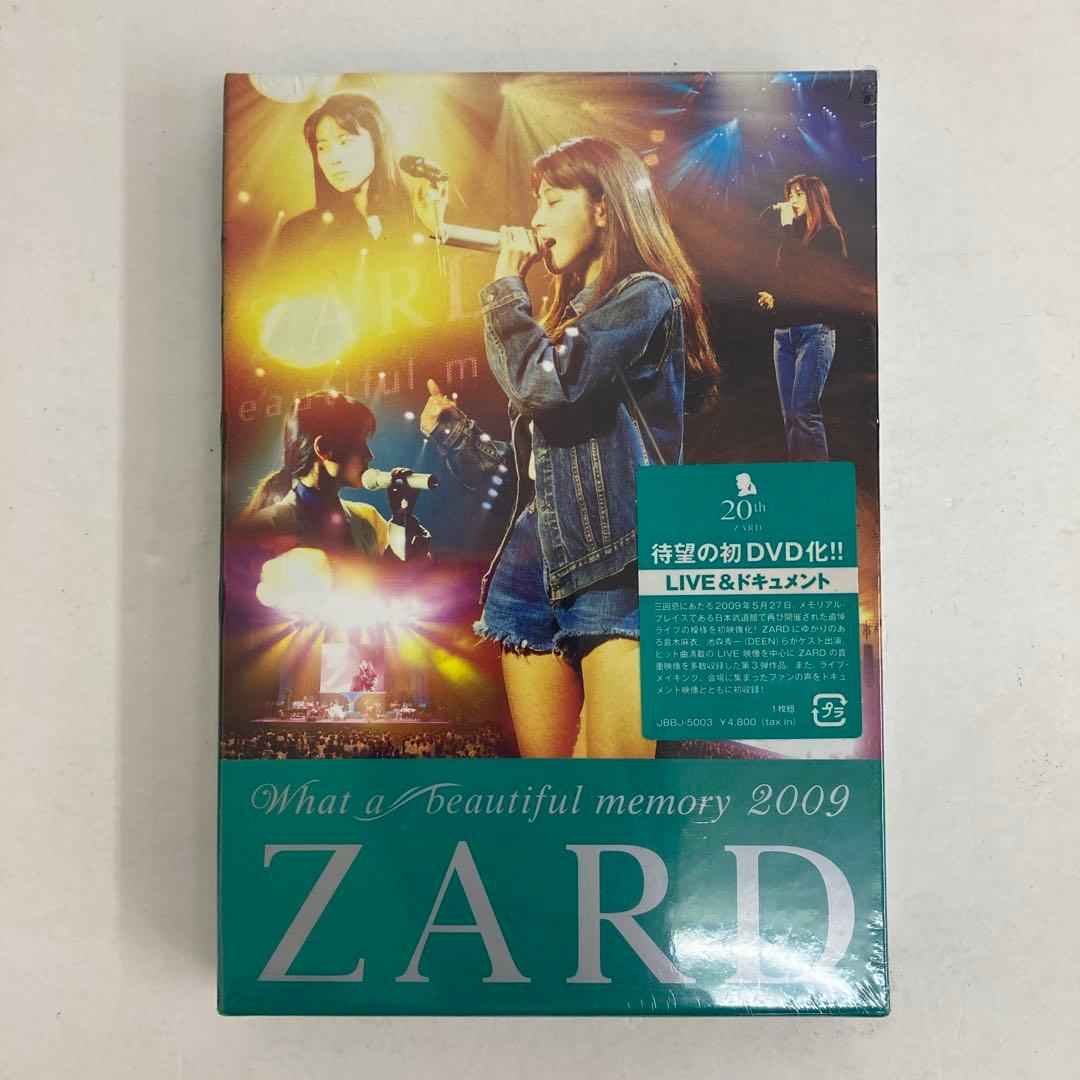 ZARD
eautiful m
20th
ZARD
待望の初DVD化!!
LIVE&ドキュメント
三回忌にあたる2009年5月27日、メモリアル・
プレイスである日本武道館で再び開催された追悼
ライブの模様を初映像化! ZARDにゆかりのあ
る倉木麻衣、池森秀一(DEEN)らがゲスト出演。
ヒット曲満載のLIVE映像を中心にZARDの貴
重映像を多数収録した第3弾作品。また、ライブ・
メイキング、会場に集まったファンの声をドキュ
メント映像とともに初収録!
1枚組
JBBJ-5003 ¥4,800(tax in)
プラ
What a beautiful memory 2009
ZARD